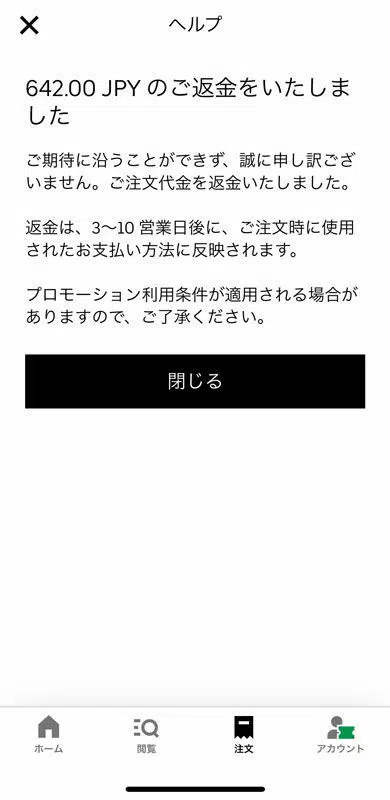 ヘルプ
642.00 JPY のご返金をいたしま
した
ご期待に沿うことができず、誠に申し訳ござ
いません。ご注文代金を返金いたしました。
返金は、3〜10 営業日後に、ご注文時に使用
されたお支払い方法に反映されます。
プロモーション利用条件が適用される場合が
ありますので、ご了承ください。
閉じる
ホーム
閲覧
注文
アカウント